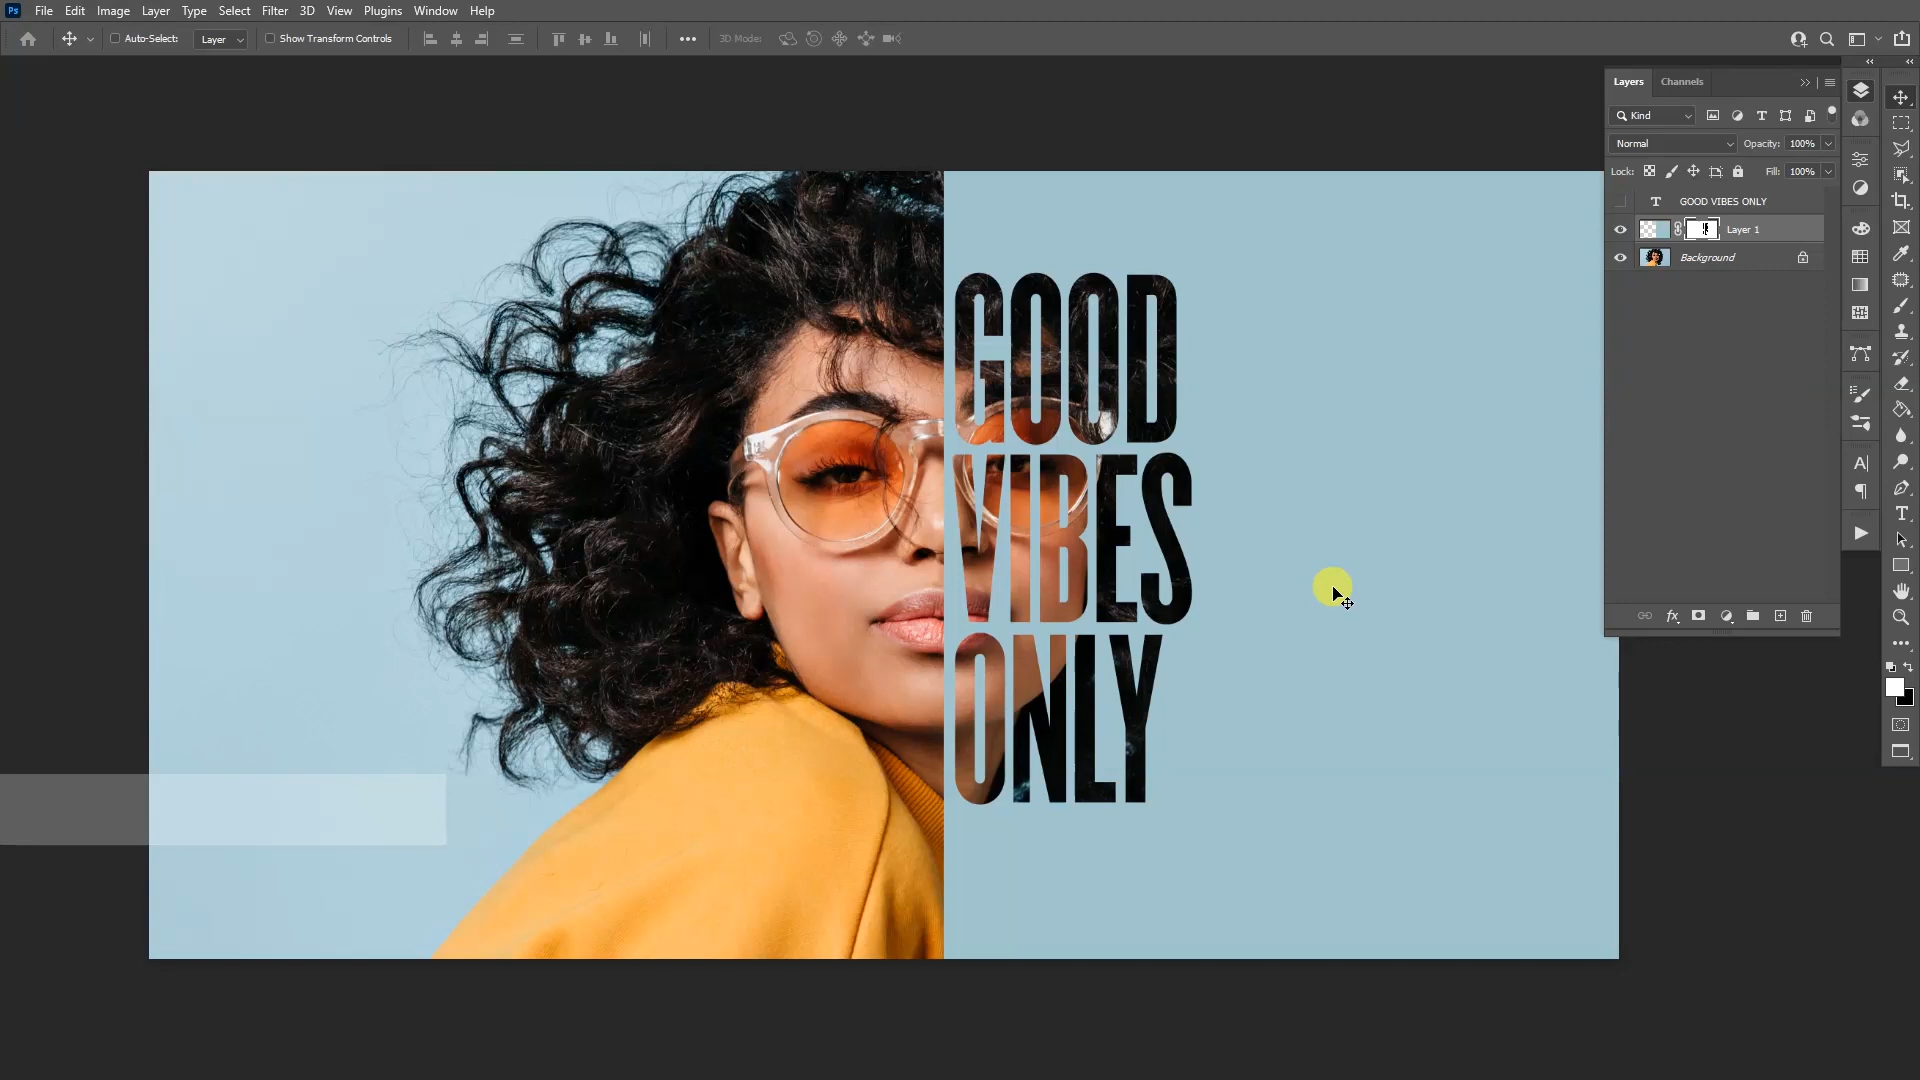 Ps File Edit Image Layer Type Select Filter 3D View Plugins Window Help
Auto-Select: Layer Show Transform Controls 3D Mode:
Layers Channels
Kind
Normal Opacity: 100%
Lock: Fill: 100%
T GOOD VIBES ONLY
Layer 1
Background
fx
GOOD
VIBES
ONLY